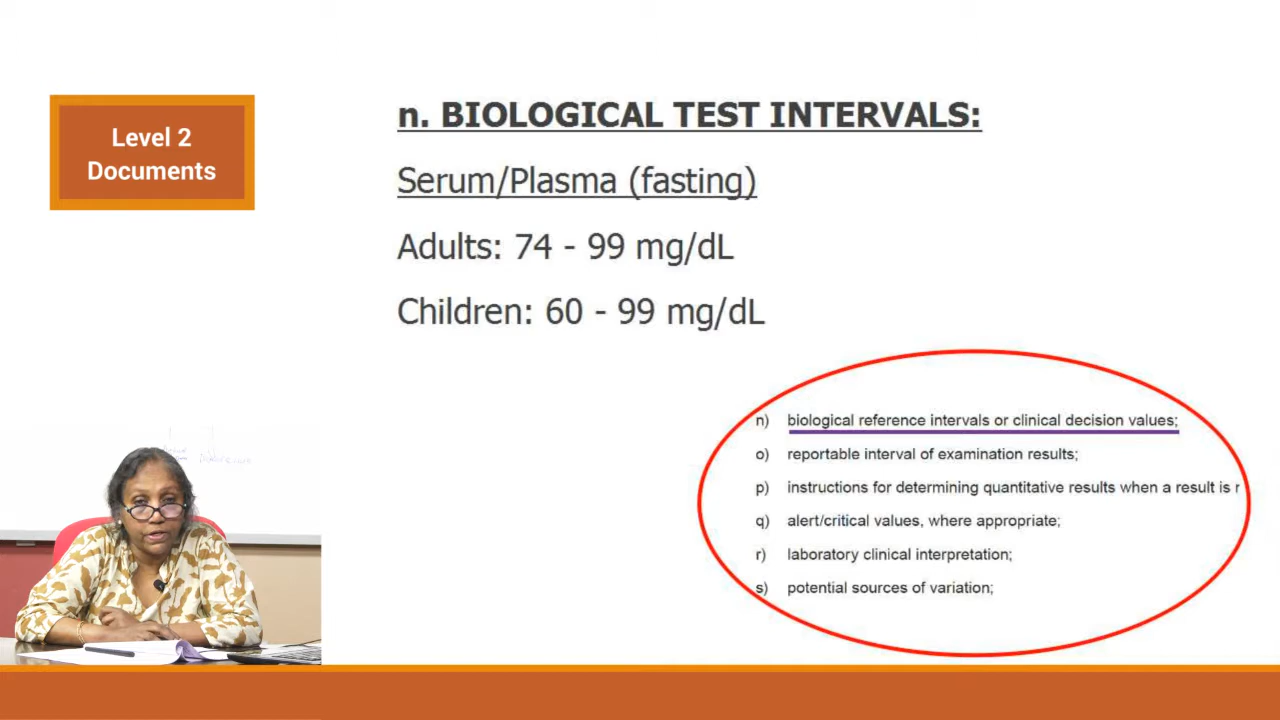 Level 2
Documents
n. BIOLOGICAL TEST INTERVALS:
Serum/Plasma (fasting)
Adults: 74 - 99 mg/dL
Children: 60 - 99 mg/dL
n) biological reference intervals or clinical decision values;
o) reportable interval of examination results;
p) instructions for determining quantitative results when a result is
q) alert/critical values, where appropriate;
r) laboratory clinical interpretation;
s) potential sources of variation;